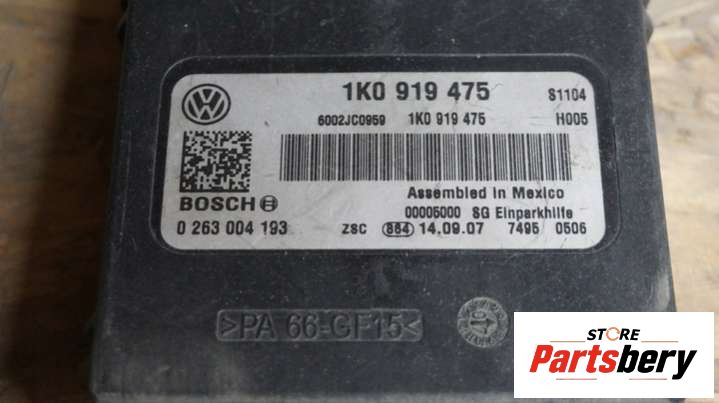 1K0 919 475 S1104
6002JC0959 1K0 919 475 H005
BOSCH
Assembled in Mexico
00005000 SG Einparkhilfe
0 263 004 193 ZSC 864 14.09.07 7495 0506
>PA 66-GF15<
STORE
Partsbery